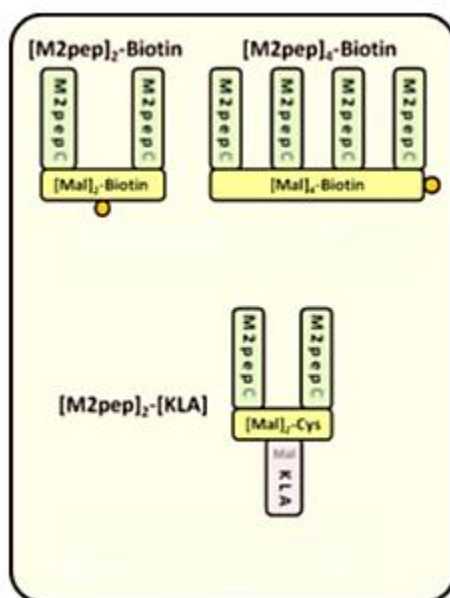 [M2pep]₂-Biotin
[M2pep]₄-Biotin
M2pepC
M2pepC
M2pepC
M2pepC
M2pepC
M2pepC
[Mal]₂-Biotin
[Mal]₄-Biotin
M2pepC
M2pepC
[M2pep]₂-[KLA]
[Mal]₂-Cys
Mal
KLA